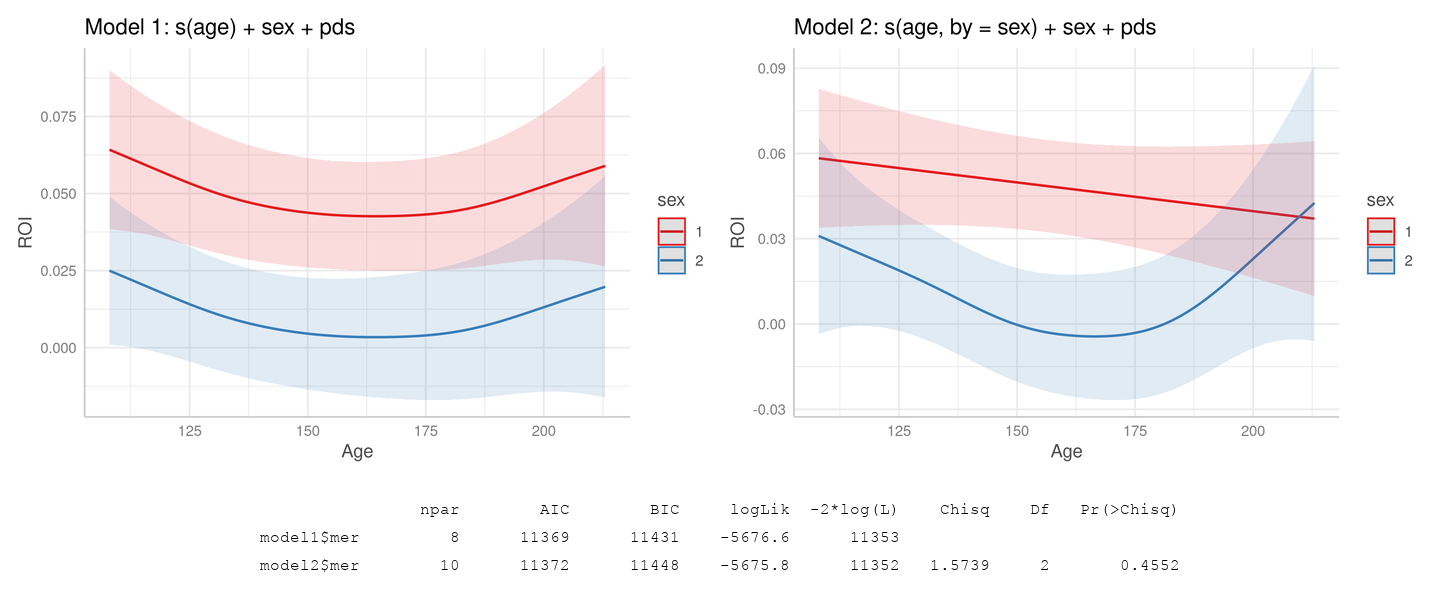 Model 1: s(age) + sex + pds
0.075
0.050
0.025
0.000
ROI
125 150 175 200
Age
sex
1
2
Model 2: s(age, by = sex) + sex + pds
0.09
0.06
0.03
0.00
-0.03
ROI
125 150 175 200
Age
sex
1
2
npar AIC BIC logLik -2*log(L) Chisq Df Pr(>Chisq)
model1$mer 8 11369 11431 -5676.6 11353
model2$mer 10 11372 11448 -5675.8 11352 1.5739 2 0.4552